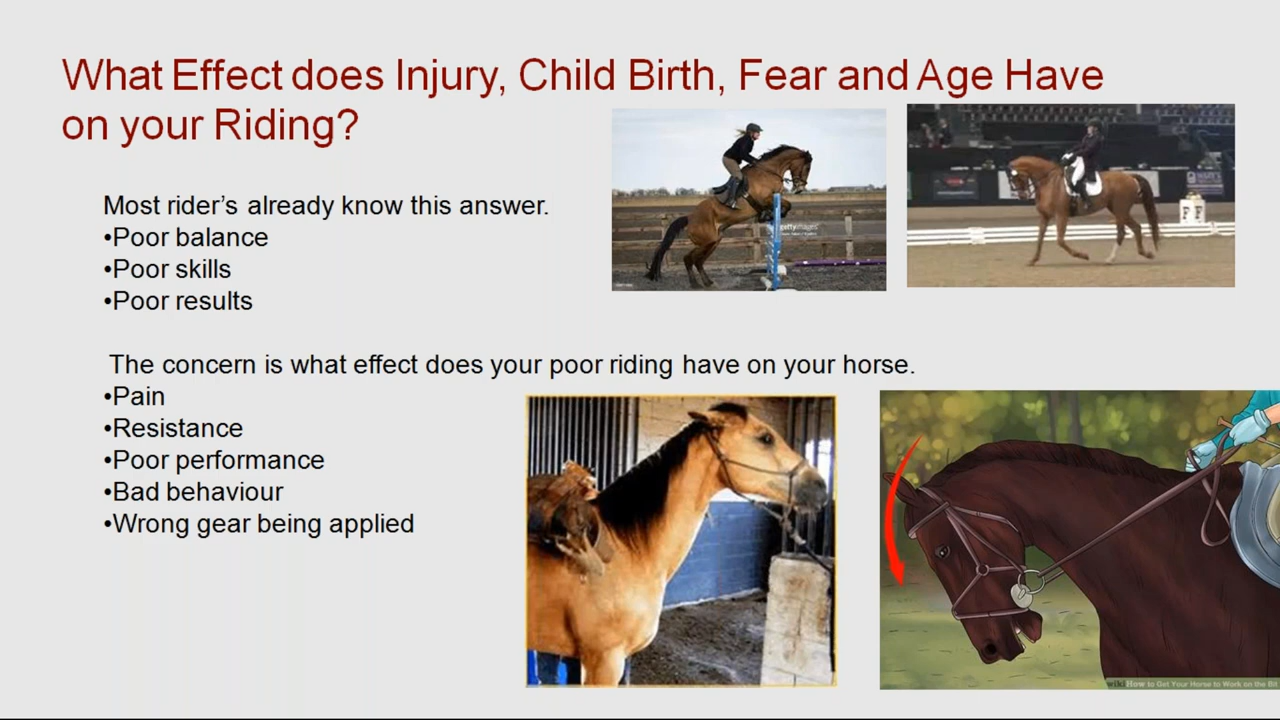 What Effect does Injury, Child Birth, Fear and Age Have
on your Riding?
Most rider's already know this answer.
•Poor balance
•Poor skills
•Poor results
The concern is what effect does your poor riding have on your horse.
•Pain
•Resistance
•Poor performance
•Bad behaviour
•Wrong gear being applied
gettyimages
wikiHow to Get Your Horse to Work on the Bit